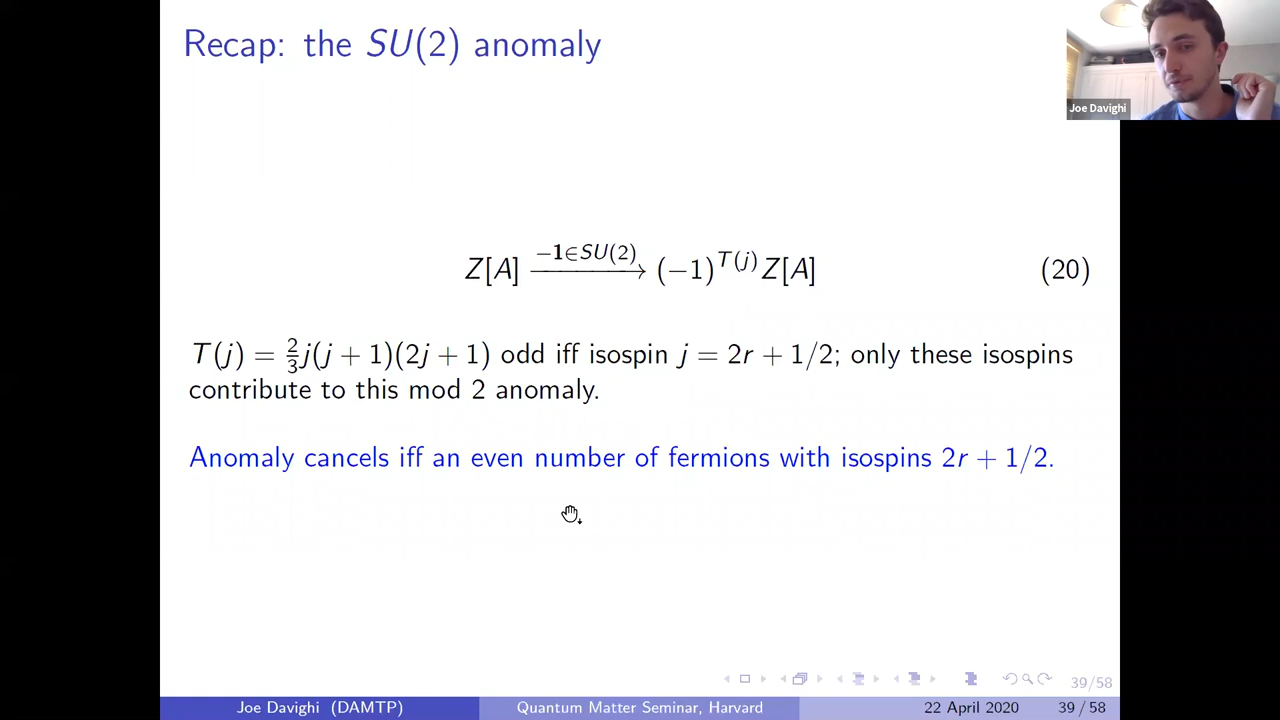 Recap: the SU(2) anomaly
Joe Davighi
Z[A] \xrightarrow{−1∈SU(2)} (−1)^{T(j)} Z[A] (20)
T(j) = \frac{2}{3}j(j + 1)(2j + 1) odd iff isospin j = 2r + 1/2; only these isospins
contribute to this mod 2 anomaly.
Anomaly cancels iff an even number of fermions with isospins 2r + 1/2.
39/58
Joe Davighi (DAMTP) Quantum Matter Seminar, Harvard 22 April 2020 39 / 58